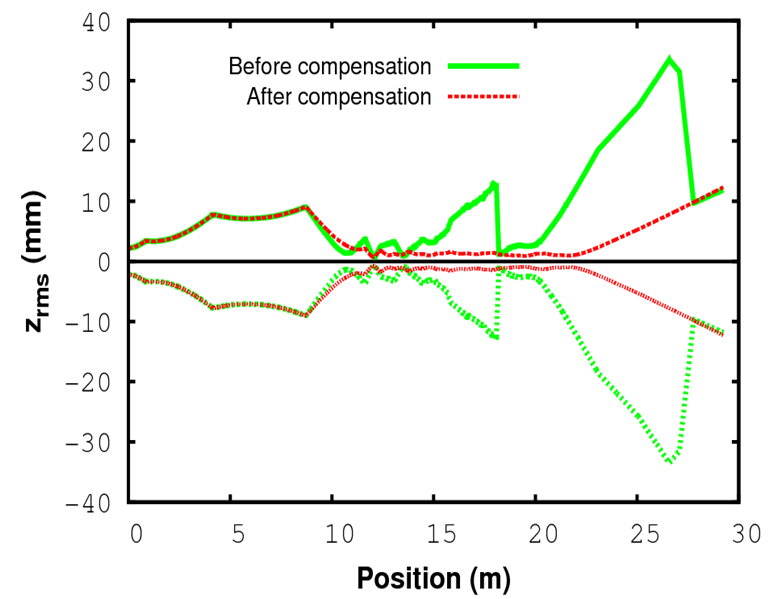 40
30
20
10
0
-10
-20
-30
-40
z_rms (mm)
Before compensation
After compensation
0 5 10 15 20 25 30
Position (m)